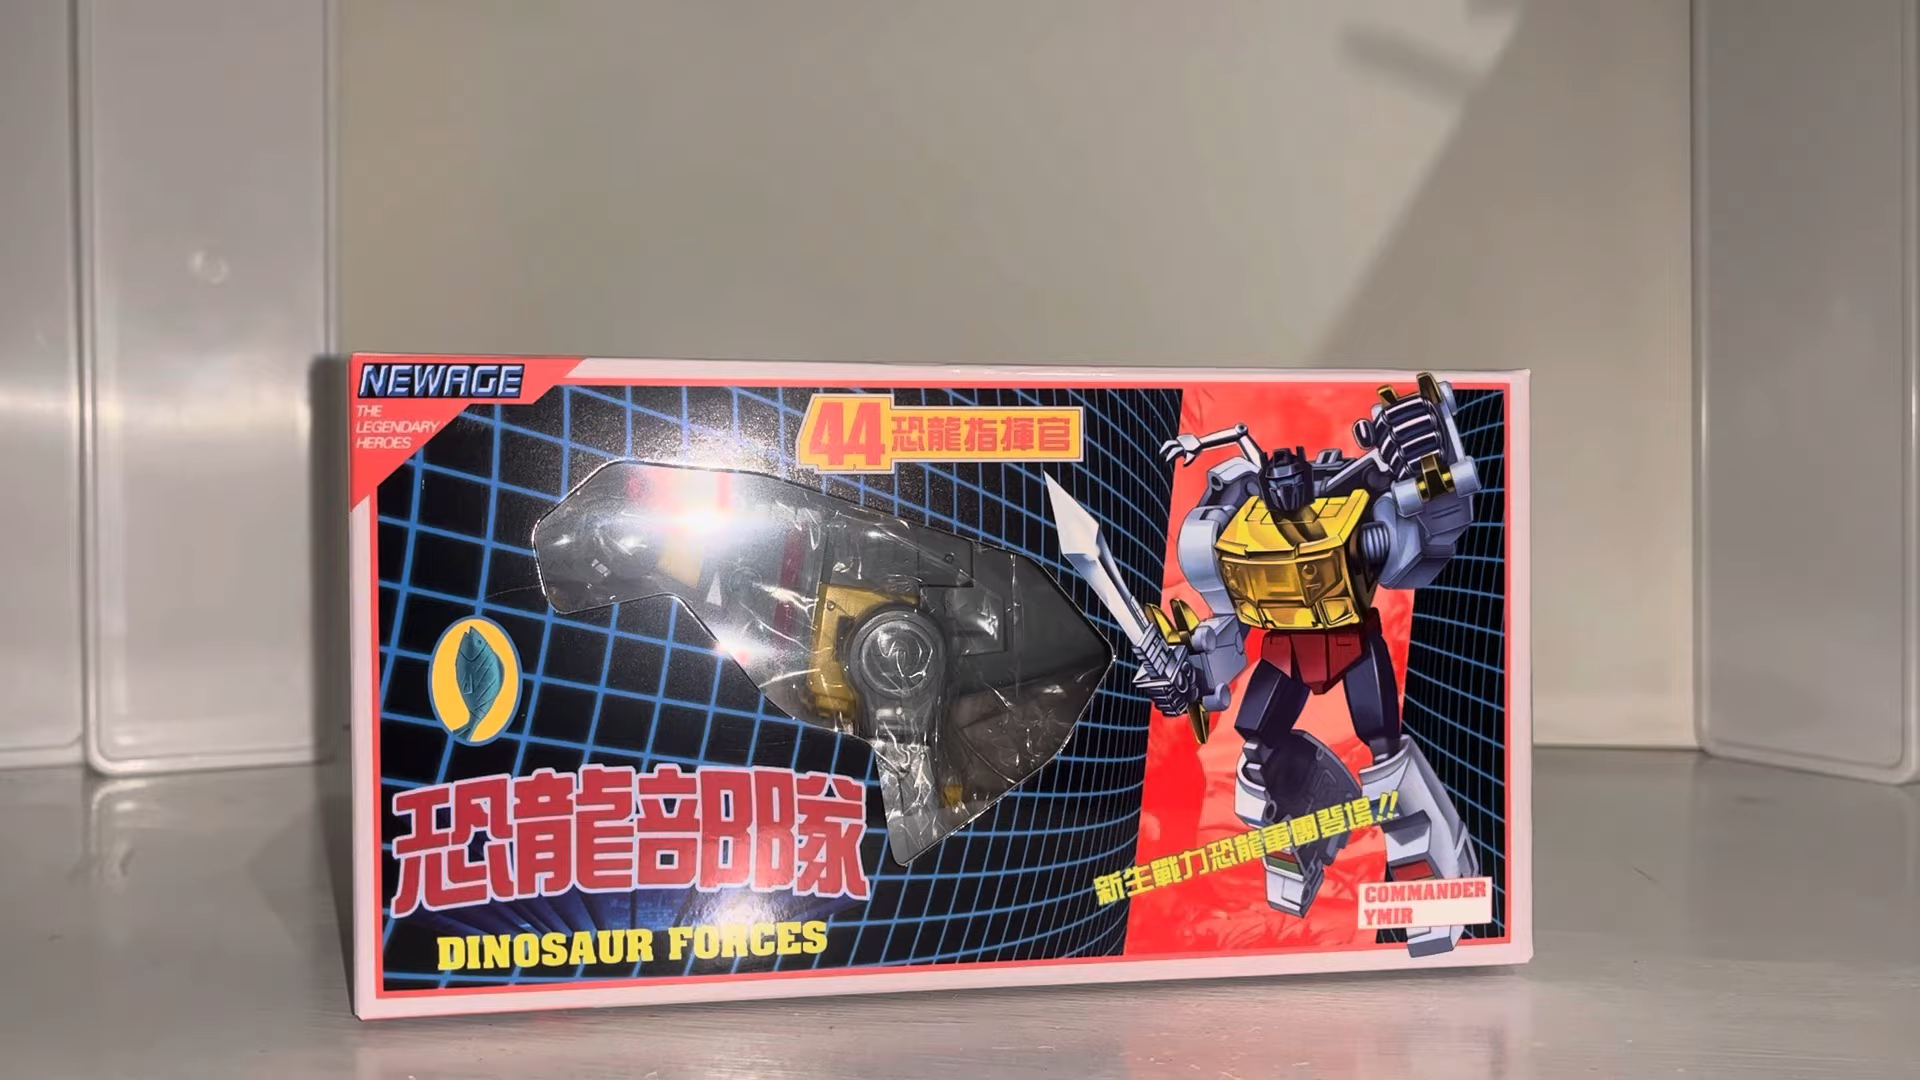 NEWAGE
THE
LEGENDARY
HEROES
44恐龍指揮官
恐龍部隊
DINOSAUR FORCES
新生戰力恐龍軍團登場!!
COMMANDER
YMIR